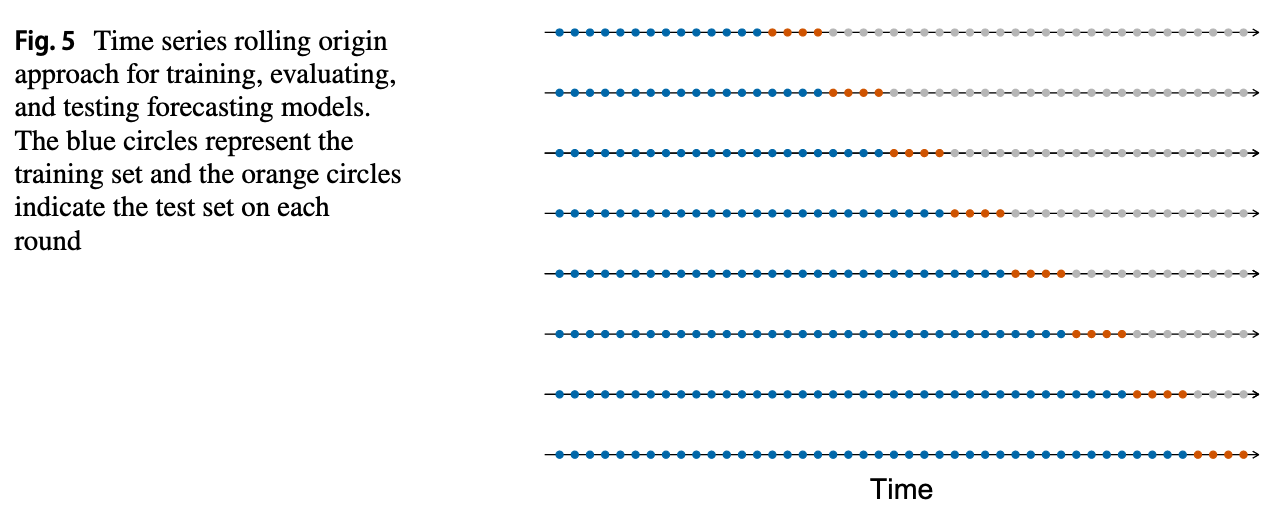 Fig. 5 Time series rolling origin
approach for training, evaluating,
and testing forecasting models.
The blue circles represent the
training set and the orange circles
indicate the test set on each
round
Time